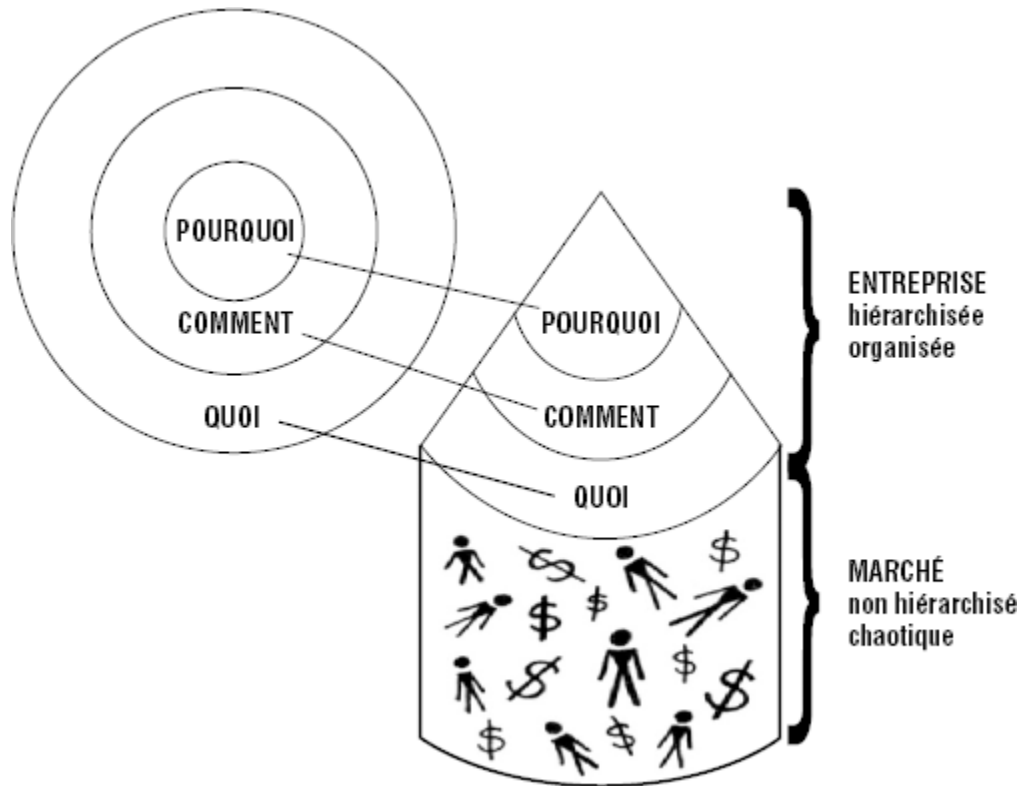 POURQUOI
COMMENT
QUOI
POURQUOI
COMMENT
QUOI
ENTREPRISE
hiérarchisée
organisée
MARCHÉ
non hiérarchisé
chaotique
$
$
$
$
$
$
$
$
$